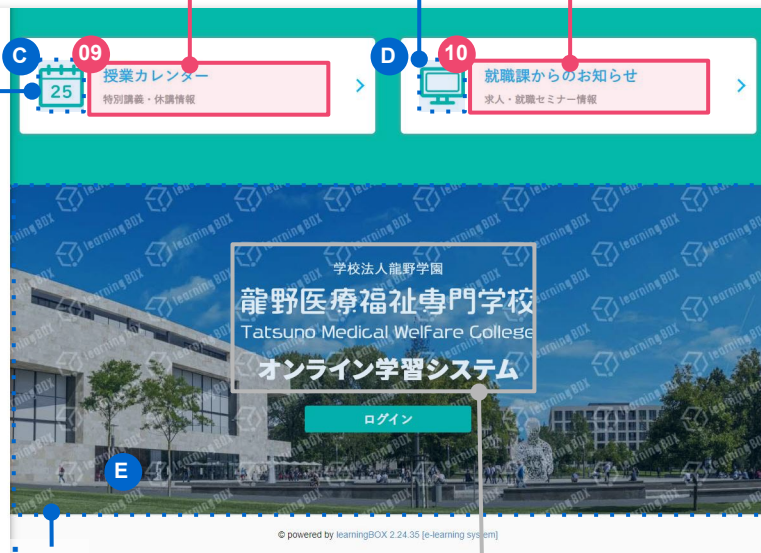 C
09
授業カレンダー
25
特別講義・休講情報
D
10
就職課からのお知らせ
求人・就職セミナー情報
学校法人龍野学園
龍野医療福祉専門学校
Tatsuno Medical Welfare College
オンライン学習システム
ログイン
E
learningBOX
© powered by learningBOX 2.24.35 [e-learning system]